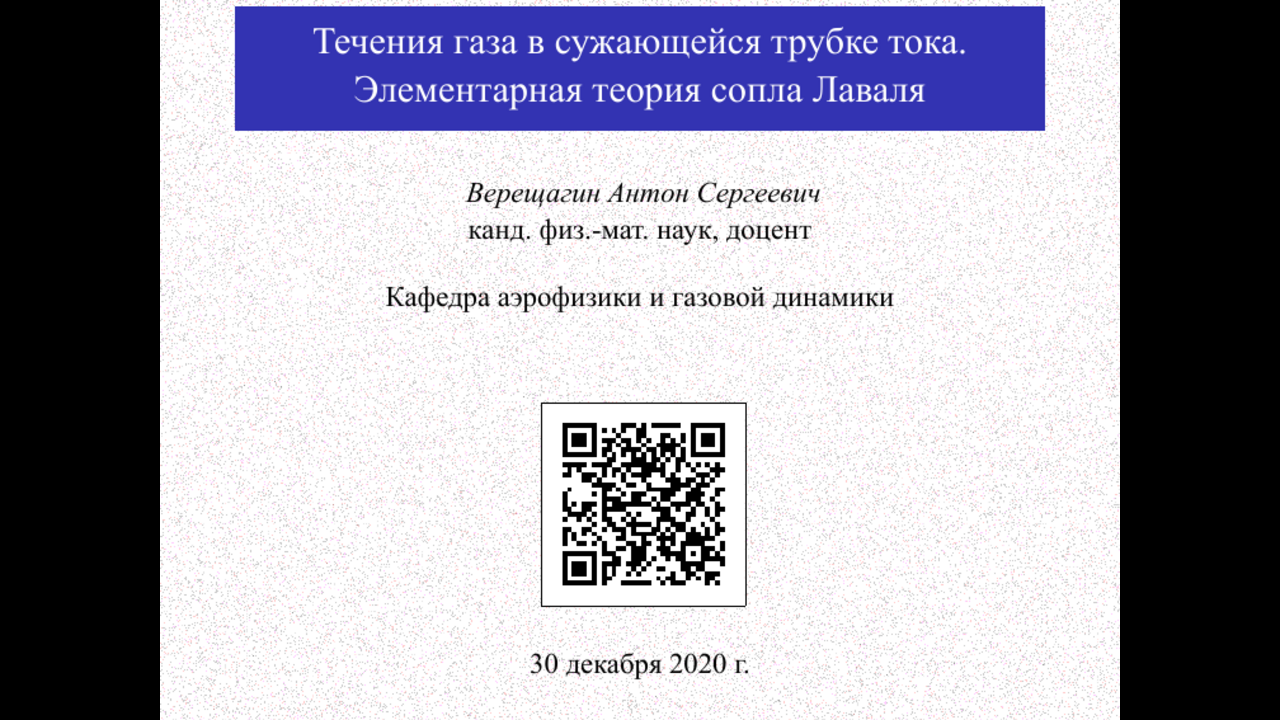 Течения газа в сужающейся трубке тока.
Элементарная теория сопла Лаваля
Верещагин Антон Сергеевич
канд. физ.-мат. наук, доцент
Кафедра аэрофизики и газовой динамики
30 декабря 2020 г.